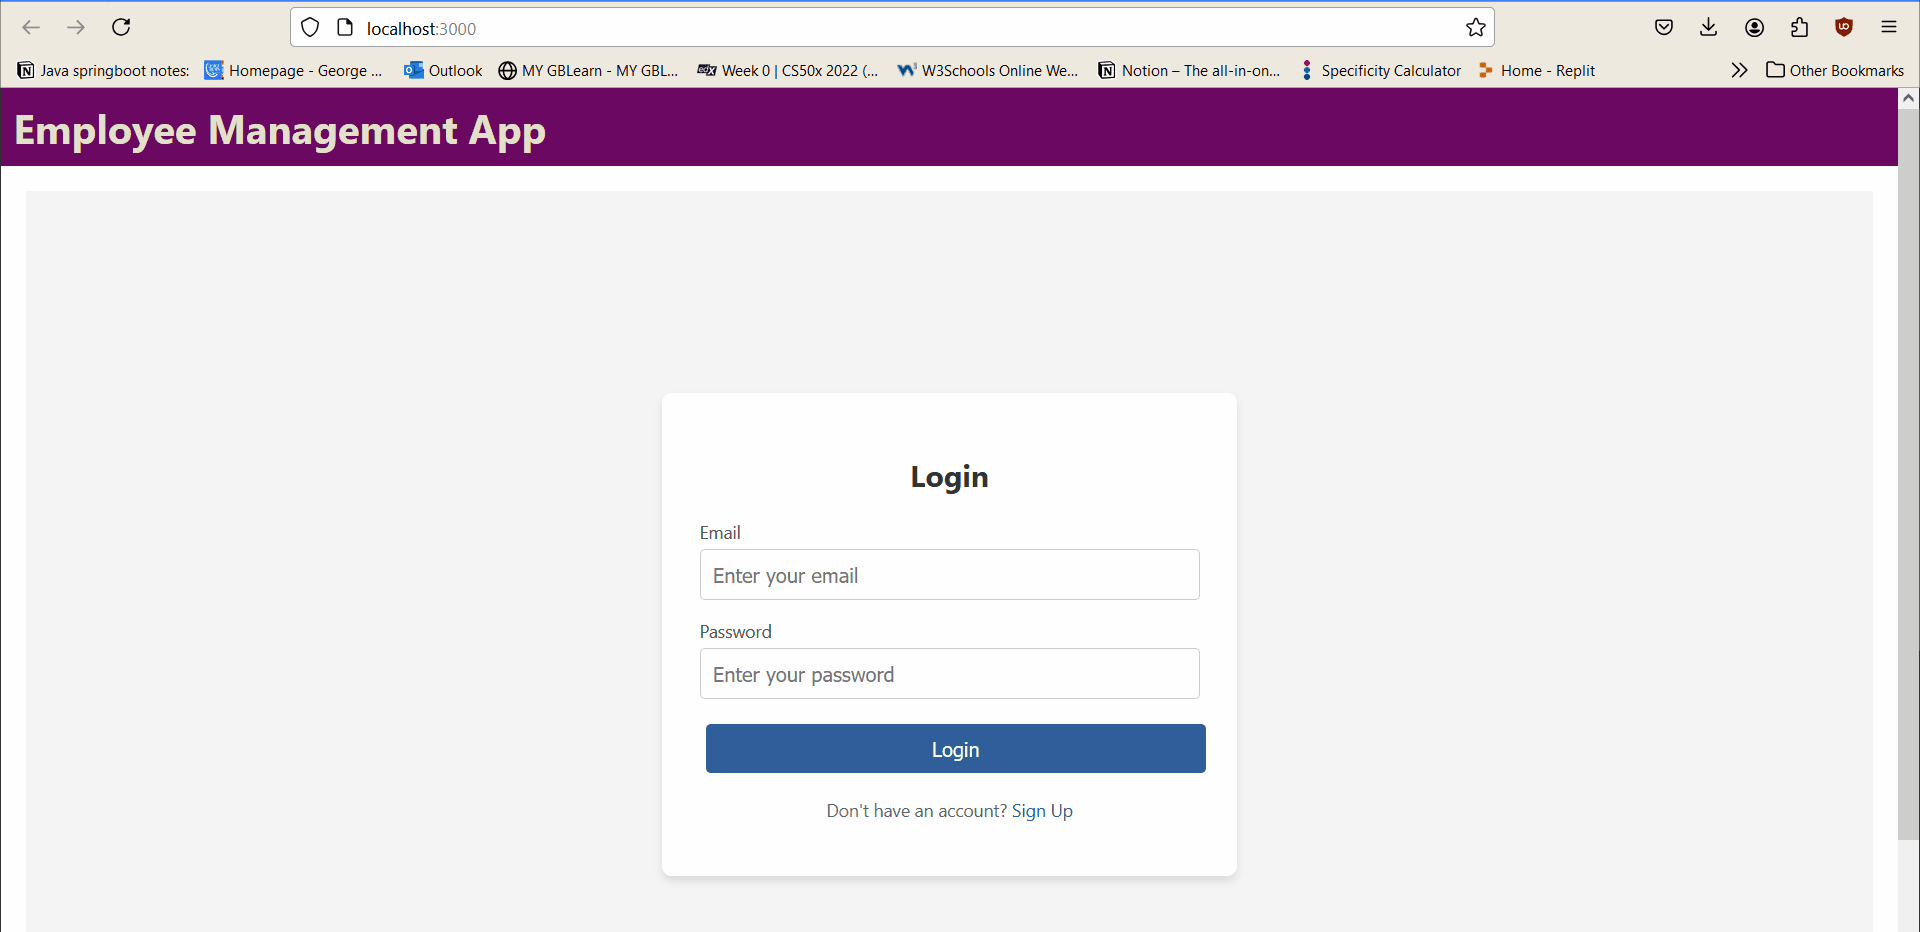 localhost:3000
Java springboot notes: Homepage - George ... Outlook MY GBLearn - MY GBL... Week 0 | CS50x 2022 (... W3Schools Online We... Notion – The all-in-on... Specificity Calculator Home - Replit Other Bookmarks
Employee Management App
Login
Email
Enter your email
Password
Enter your password
Login
Don't have an account? Sign Up